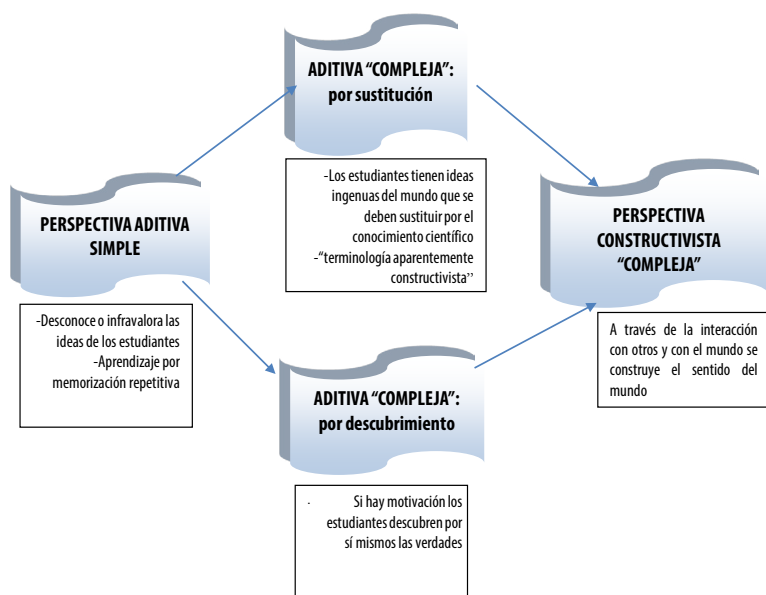 ADITIVA “COMPLEJA”:
por sustitución
-Los estudiantes tienen ideas
ingenuas del mundo que se
deben sustituir por el
conocimiento científico
-“terminología aparentemente
constructivista”
PERSPECTIVA ADITIVA
SIMPLE
-Desconoce o infravalora las
ideas de los estudiantes
-Aprendizaje por
memorización repetitiva
PERSPECTIVA
CONSTRUCTIVISTA
“COMPLEJA”
A través de la interacción
con otros y con el mundo se
construye el sentido del
mundo
ADITIVA “COMPLEJA”:
por descubrimiento
· Si hay motivación los
estudiantes descubren por
sí mismos las verdades